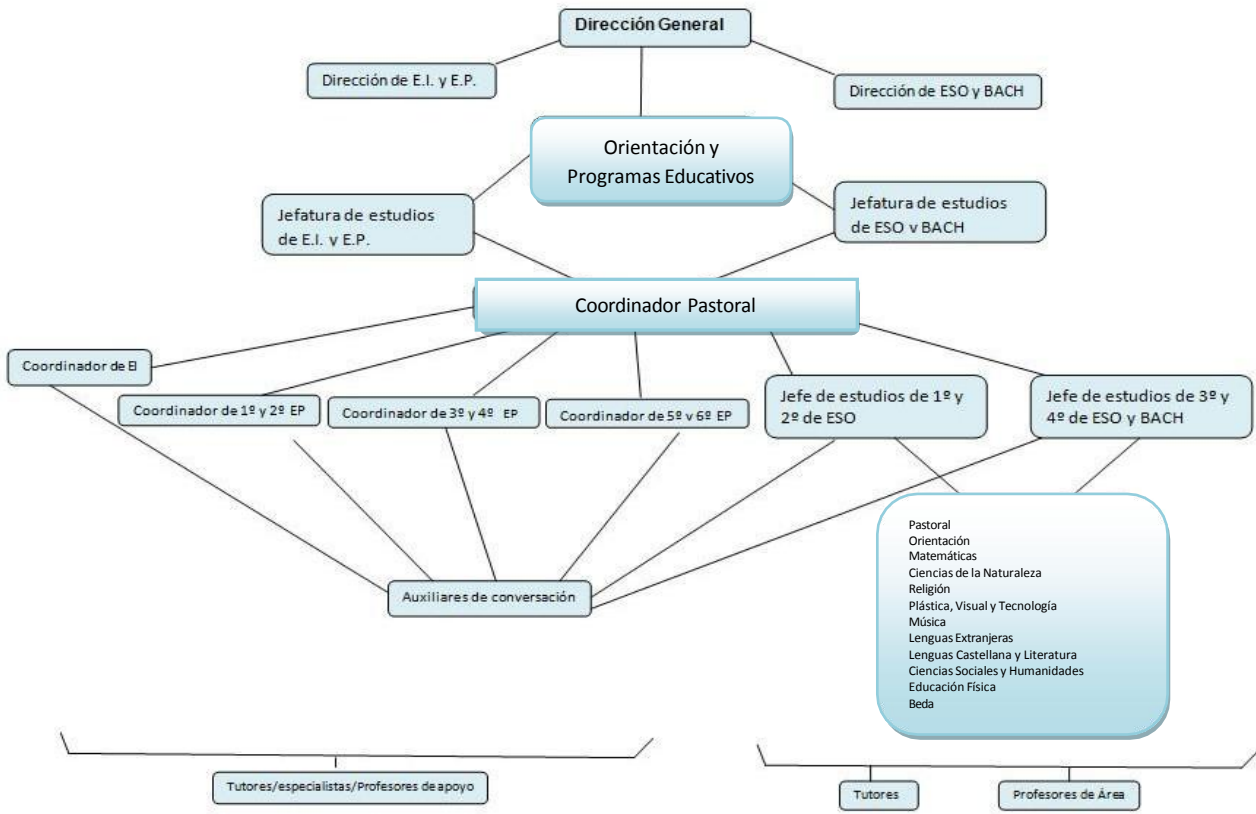 Dirección General
Dirección de E.I. y E.P.
Dirección de ESO y BACH
Orientación y
Programas Educativos
Jefatura de estudios
de E.I. v E.P.
Jefatura de estudios
de ESO v BACH
Coordinador Pastoral
Coordinador de EI
Coordinador de 1º y 2º EP
Coordinador de 3º y 4º EP
Coordinador de 5º v 6º EP
Jefe de estudios de 1º y
2º de ESO
Jefe de estudios de 3º y
4º de ESO y BACH
Pastoral
Orientación
Matemáticas
Ciencias de la Naturaleza
Religión
Plástica, Visual y Tecnología
Música
Lenguas Extranjeras
Lenguas Castellana y Literatura
Ciencias Sociales y Humanidades
Educación Física
Beda
Auxiliares de conversación
Tutores/especialistas/Profesores de apoyo
Tutores
Profesores de Área